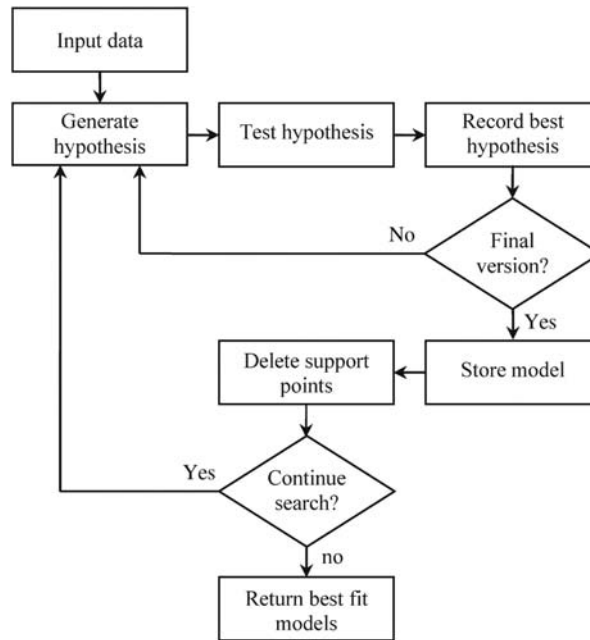 Input data
Generate
hypothesis
Test hypothesis
Record best
hypothesis
No
Final
version?
Yes
Delete support
points
Store model
Yes
Continue
search?
no
Return best fit
models